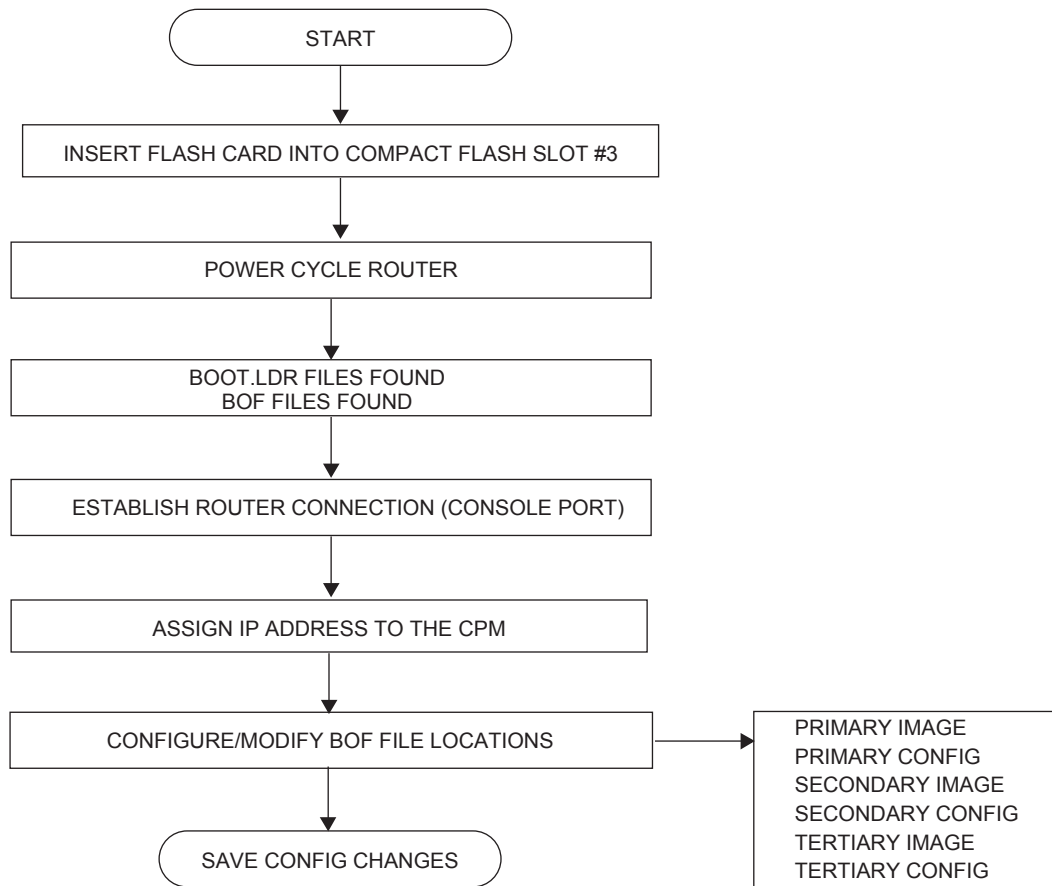 START
INSERT FLASH CARD INTO COMPACT FLASH SLOT #3
POWER CYCLE ROUTER
BOOT.LDR FILES FOUND
BOF FILES FOUND
ESTABLISH ROUTER CONNECTION (CONSOLE PORT)
ASSIGN IP ADDRESS TO THE CPM
CONFIGURE/MODIFY BOF FILE LOCATIONS
PRIMARY IMAGE
PRIMARY CONFIG
SECONDARY IMAGE
SECONDARY CONFIG
TERTIARY IMAGE
TERTIARY CONFIG
SAVE CONFIG CHANGES